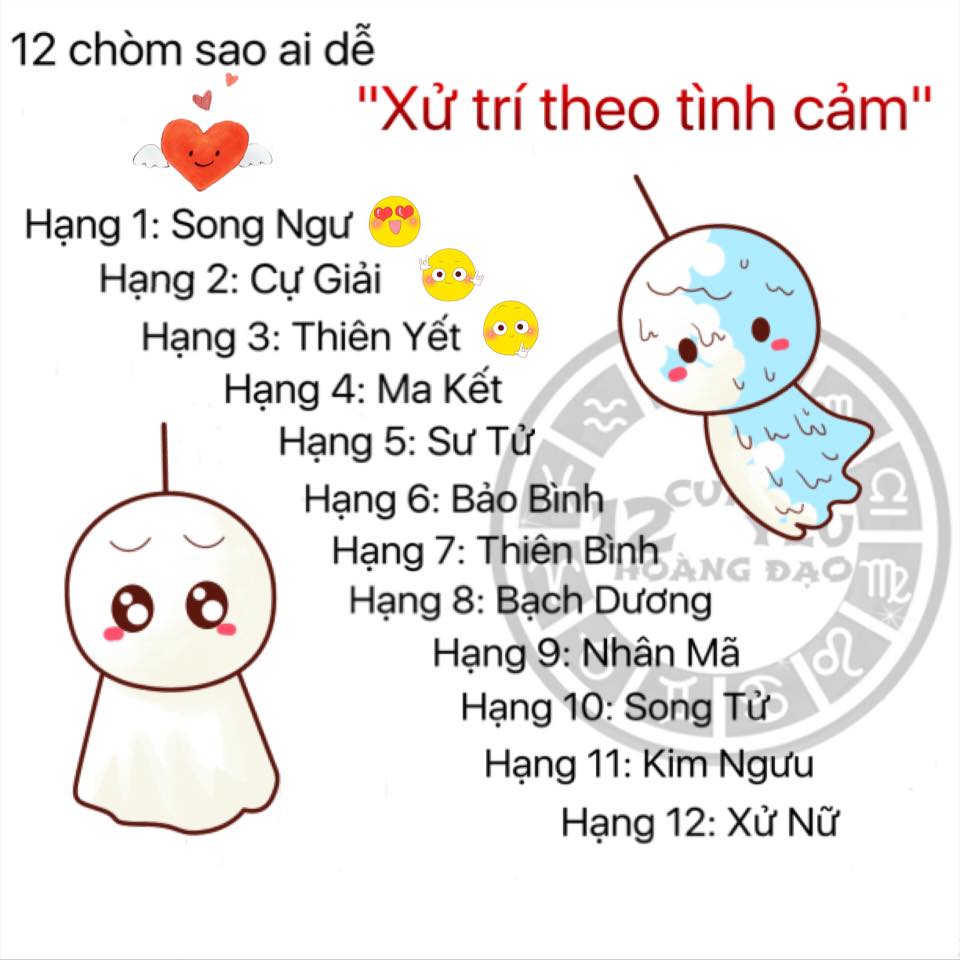 12 chòm sao ai dễ
"Xử trí theo tình cảm"
Hạng 1: Song Ngư
Hạng 2: Cự Giải
Hạng 3: Thiên Yết
Hạng 4: Ma Kết
Hạng 5: Sư Tử
Hạng 6: Bảo Bình
Hạng 7: Thiên Bình
Hạng 8: Bạch Dương
Hạng 9: Nhân Mã
Hạng 10: Song Tử
Hạng 11: Kim Ngưu
Hạng 12: Xử Nữ
12
HOÀNG ĐẠO